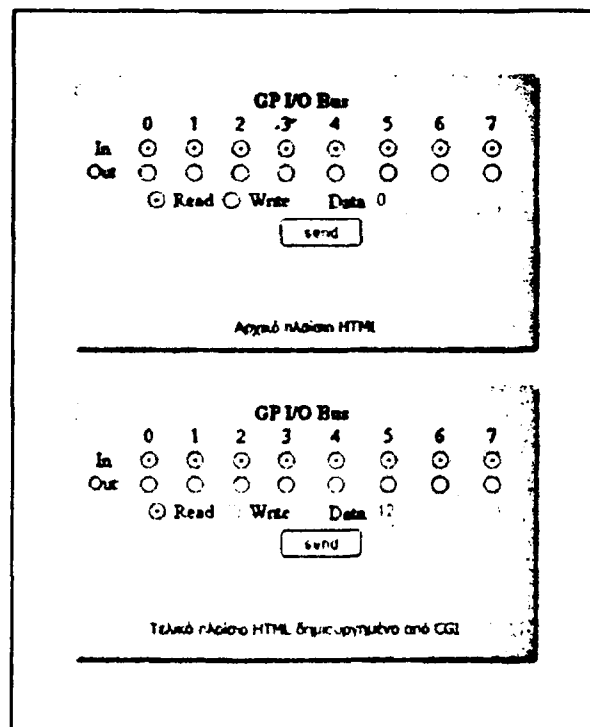 GP I/O Bus
0 1 2 3 4 5 6 7
In
Out
Read Write Data 0
send
Αρχικό πλαίσιο HTML
GP I/O Bus
0 1 2 3 4 5 6 7
In
Out
Read Write Data 12
send
Τελικό πλαίσιο HTML δημιουργημένο από CGI